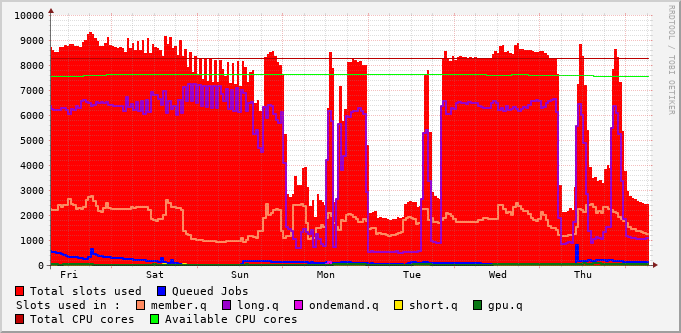 10000
9000
8000
7000
6000
5000
4000
3000
2000
1000
0
Fri Sat Sun Mon Tue Wed Thu
RRDTOOL / TOBI OETIKER
Total slots used Queued Jobs
Slots used in : member.q long.q ondemand.q short.q gpu.q
Total CPU cores Available CPU cores